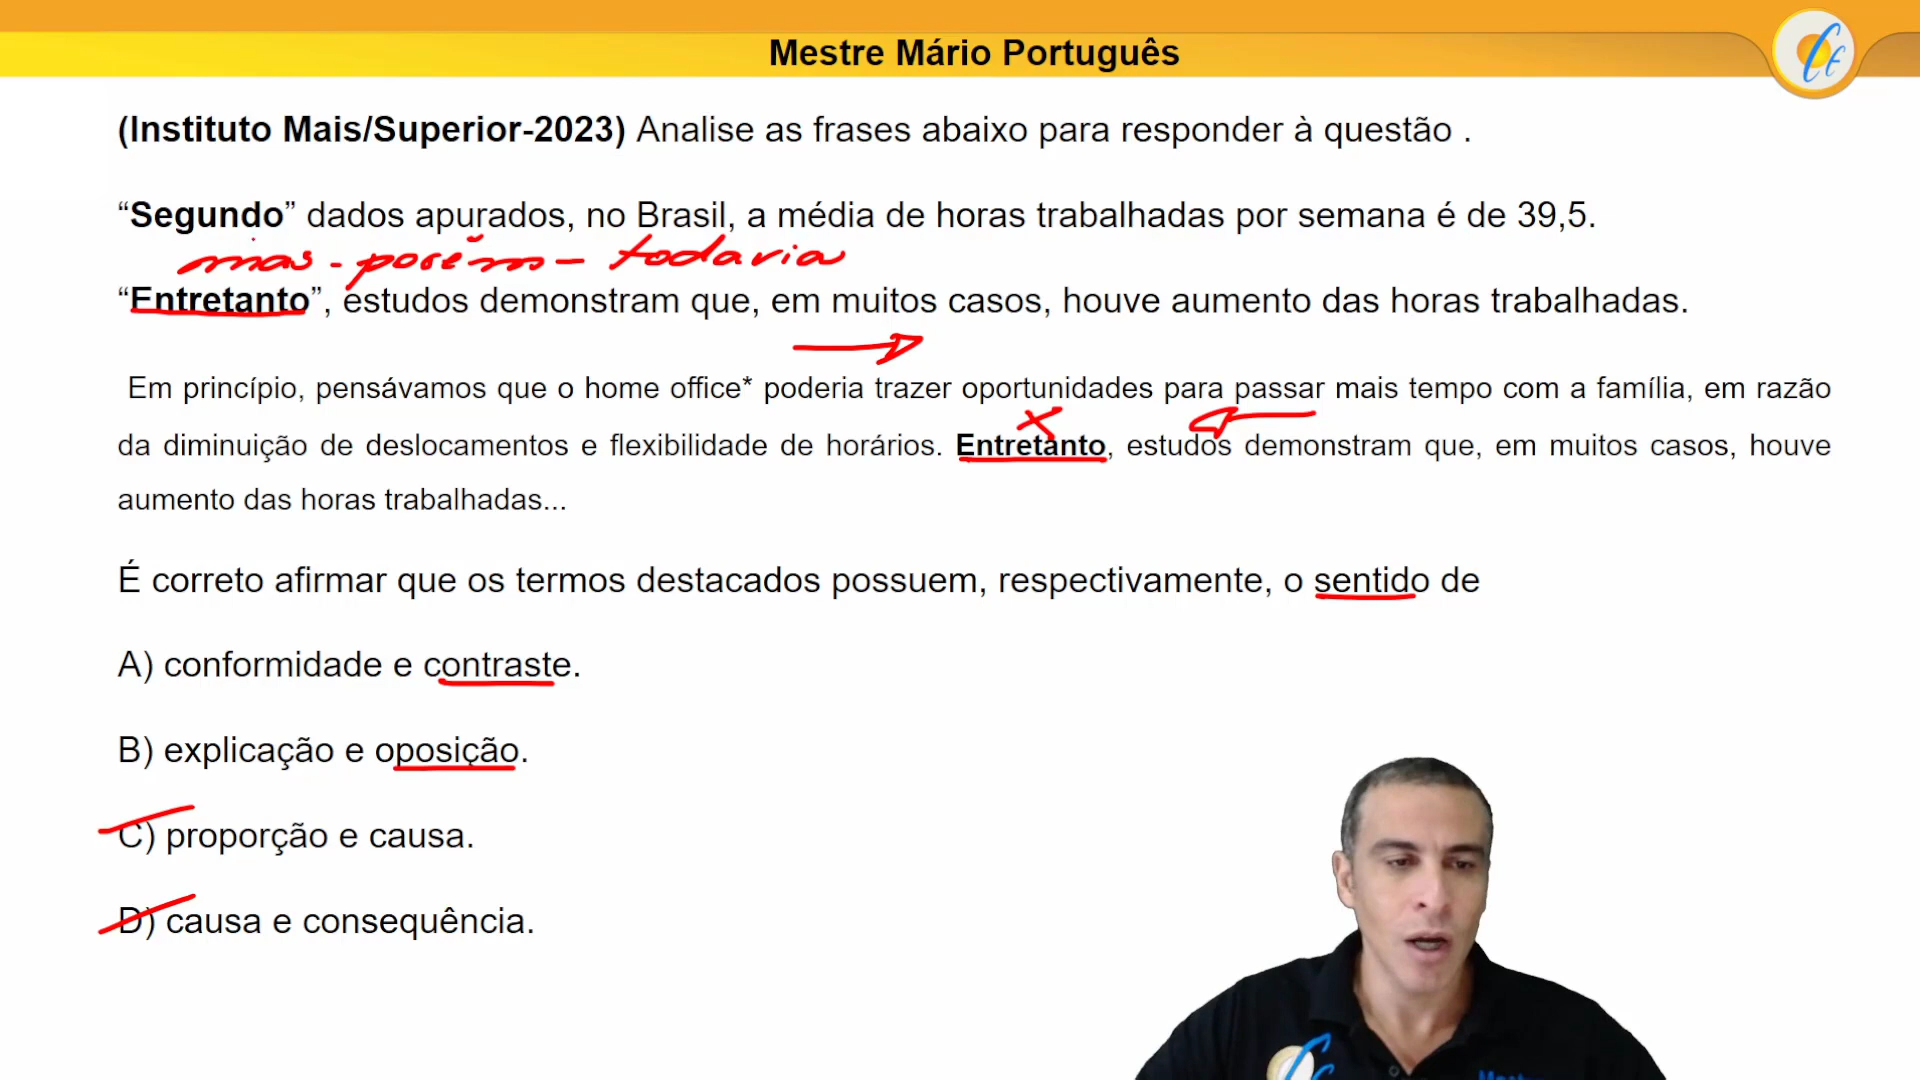 Mestre Mário Português
(Instituto Mais/Superior-2023) Analise as frases abaixo para responder à questão .
“Segundo” dados apurados, no Brasil, a média de horas trabalhadas por semana é de 39,5.
mas - porém - todavia
“Entretanto”, estudos demonstram que, em muitos casos, houve aumento das horas trabalhadas.
Em princípio, pensávamos que o home office* poderia trazer oportunidades para passar mais tempo com a família, em razão
da diminuição de deslocamentos e flexibilidade de horários. Entretanto, estudos demonstram que, em muitos casos, houve
aumento das horas trabalhadas...
É correto afirmar que os termos destacados possuem, respectivamente, o sentido de
A) conformidade e contraste.
B) explicação e oposição.
C) proporção e causa.
D) causa e consequência.